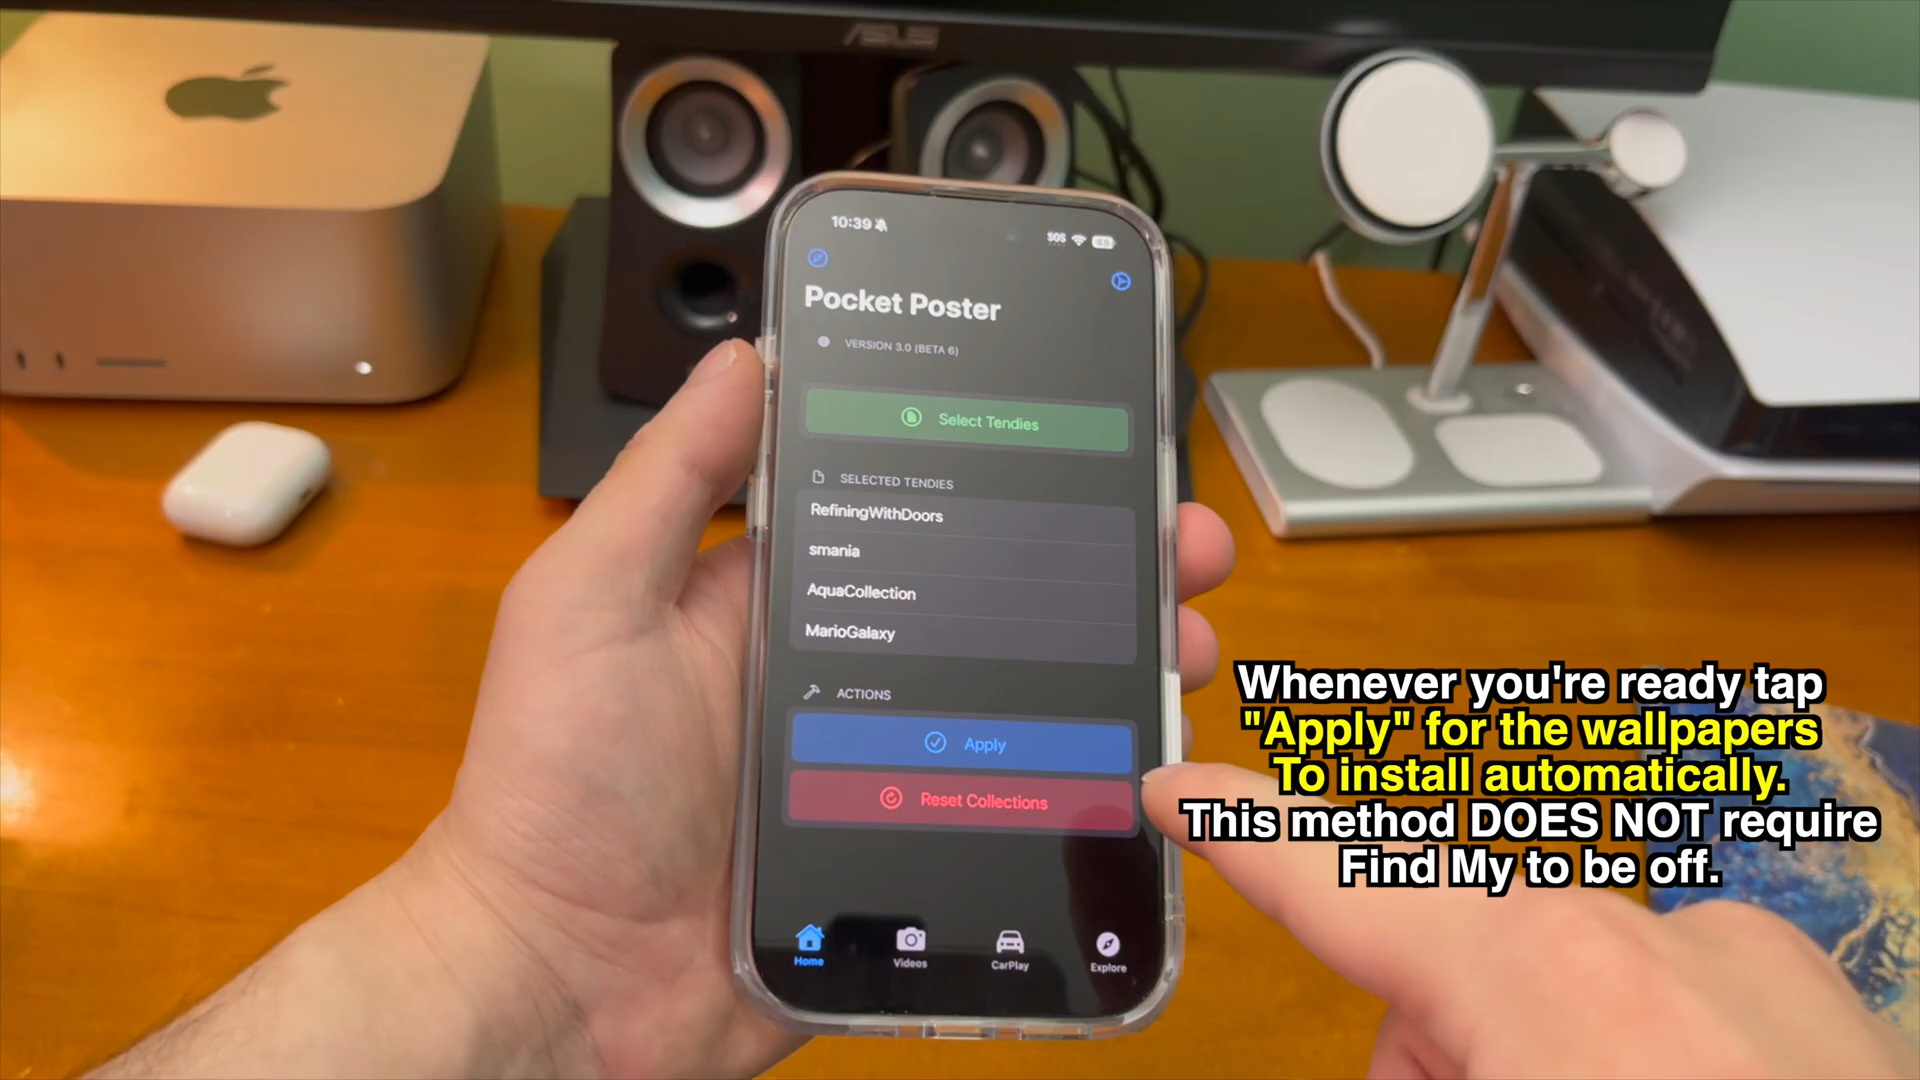 ASUS
10:39
SOS
Pocket Poster
VERSION 3.0 (BETA 6)
Select Tendies
SELECTED TENDIES
RefiningWithDoors
smania
AquaCollection
MarioGalaxy
ACTIONS
Apply
Reset Collections
Home
Videos
CarPlay
Explore
Whenever you're ready tap
"Apply" for the wallpapers
To install automatically.
This method DOES NOT require
Find My to be off.